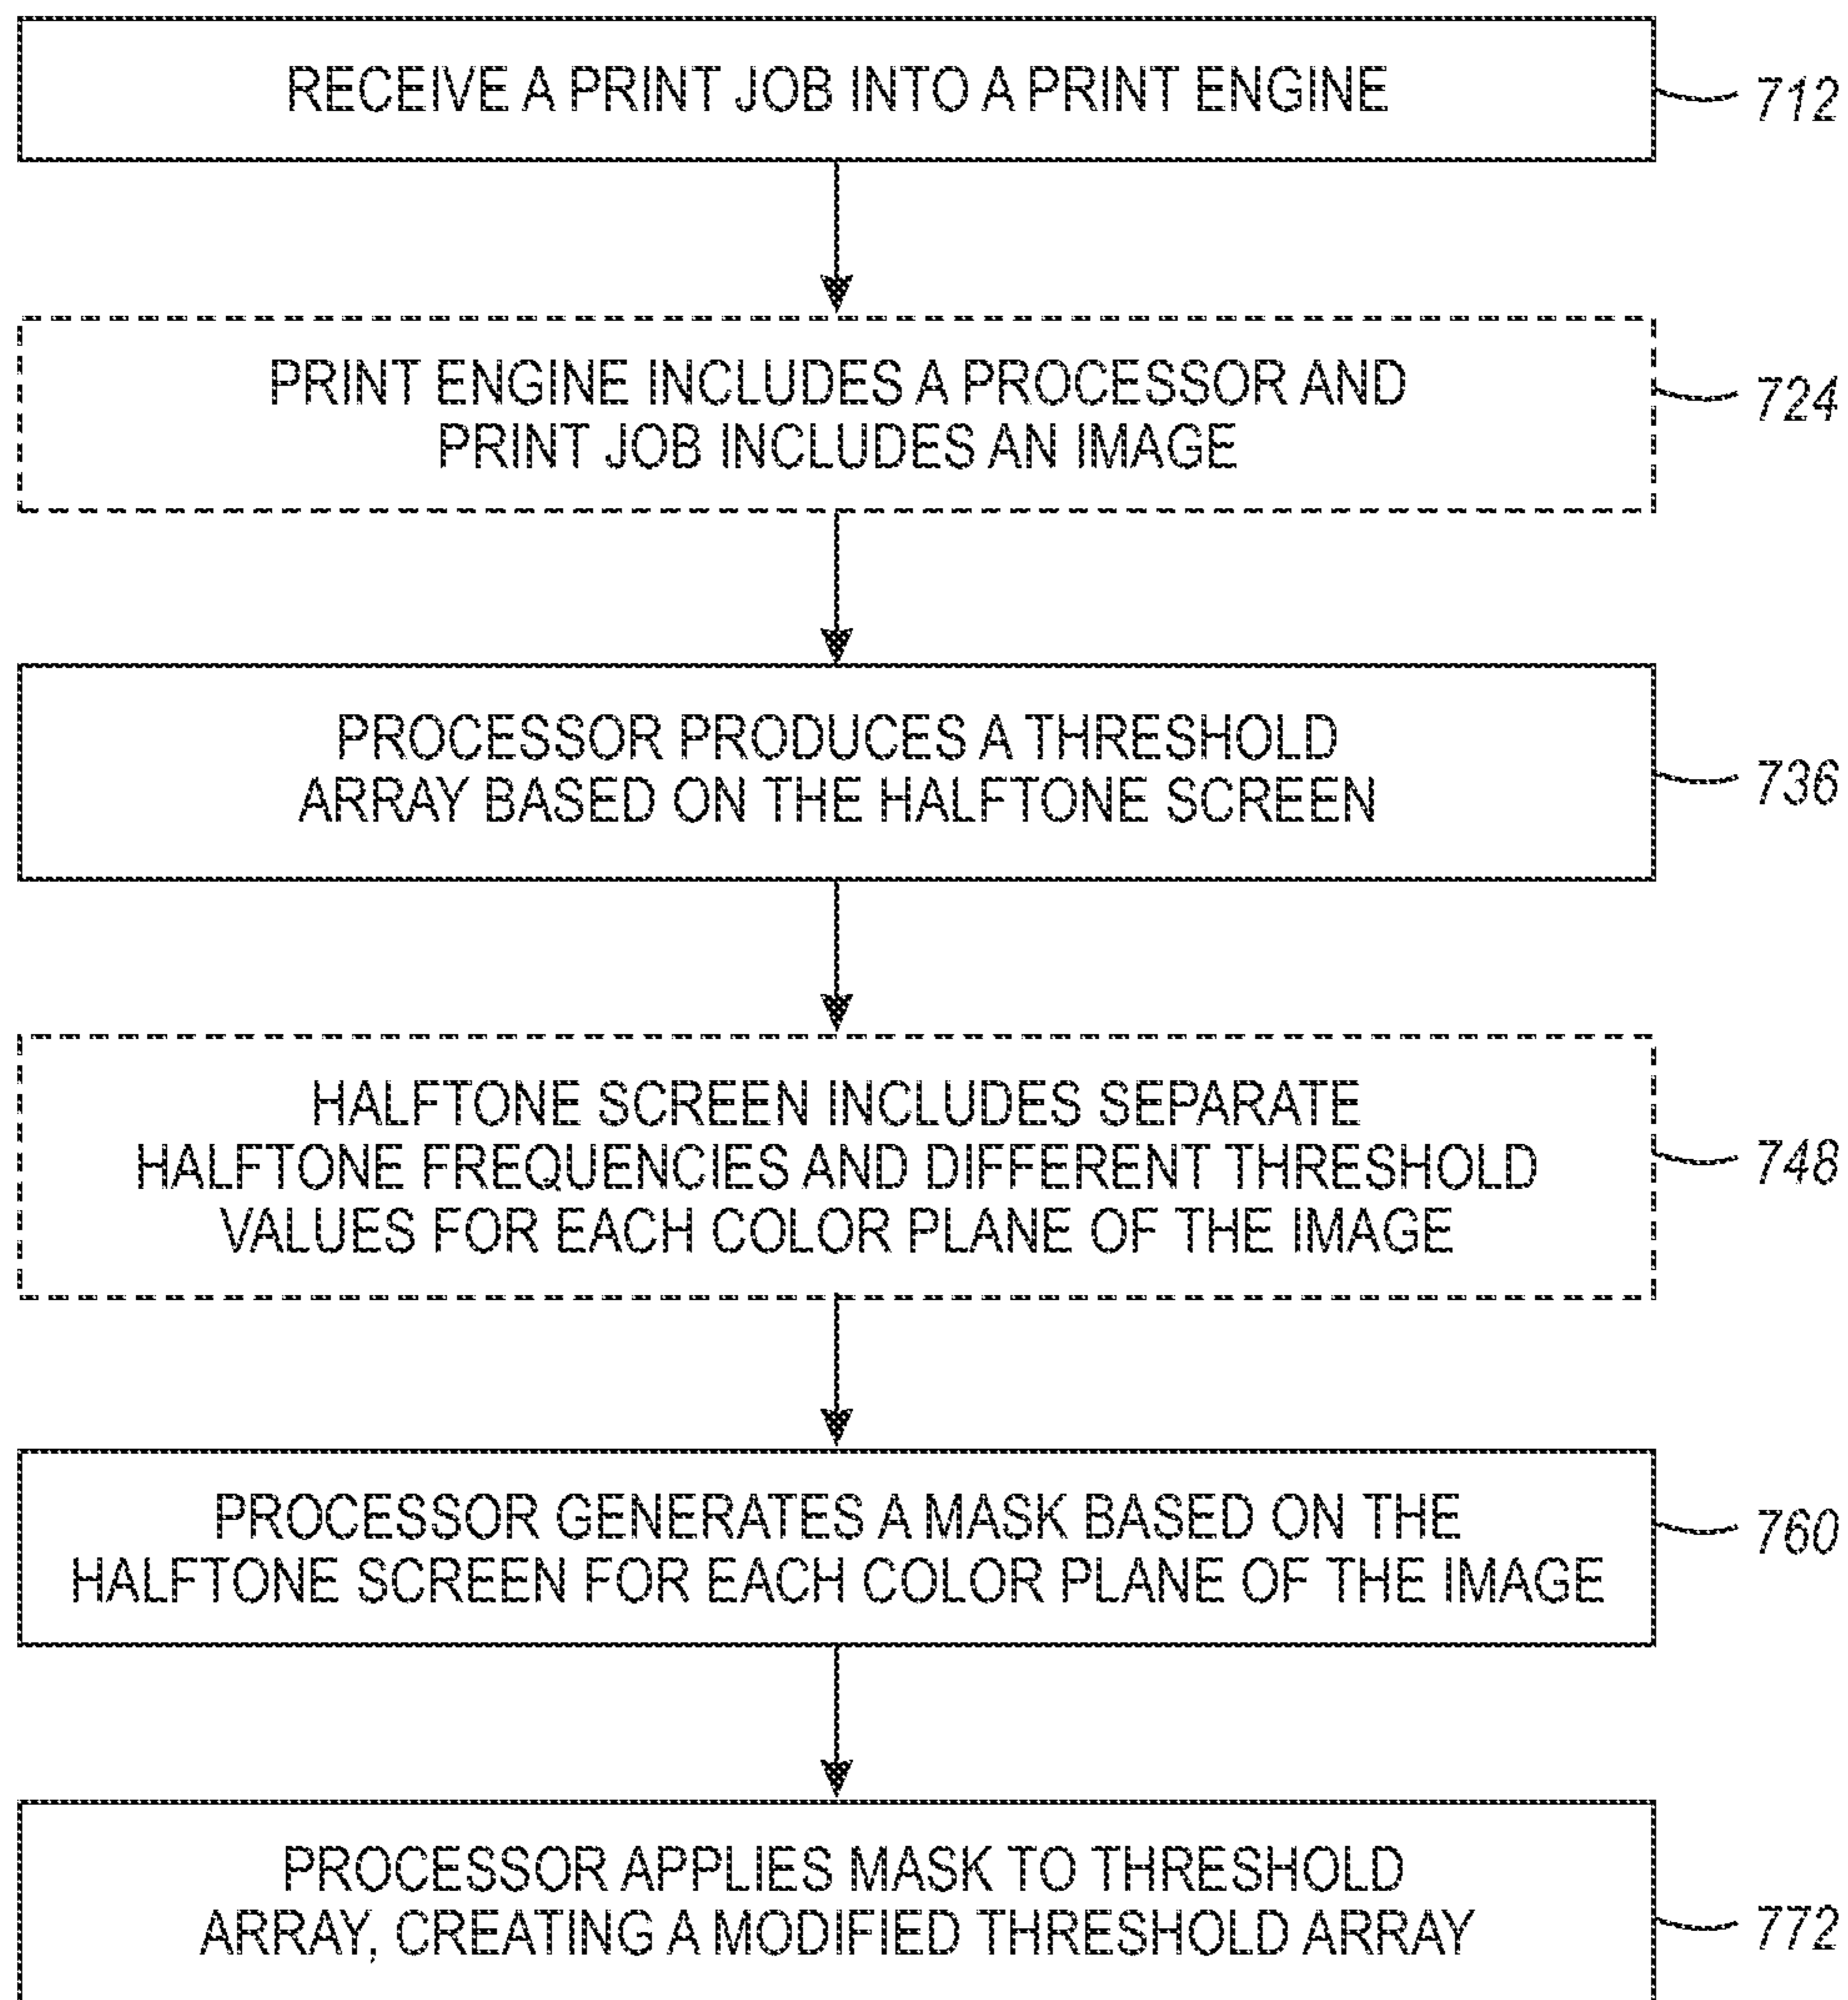 RECEIVE A PRINT JOB INTO A PRINT ENGINE
712
PRINT ENGINE INCLUDES A PROCESSOR AND
PRINT JOB INCLUDES AN IMAGE
724
PROCESSOR PRODUCES A THRESHOLD
ARRAY BASED ON THE HALFTONE SCREEN
736
HALFTONE SCREEN INCLUDES SEPARATE
HALFTONE FREQUENCIES AND DIFFERENT THRESHOLD
VALUES FOR EACH COLOR PLANE OF THE IMAGE
748
PROCESSOR GENERATES A MASK BASED ON THE
HALFTONE SCREEN FOR EACH COLOR PLANE OF THE IMAGE
760
PROCESSOR APPLIES MASK TO THRESHOLD
ARRAY, CREATING A MODIFIED THRESHOLD ARRAY
772